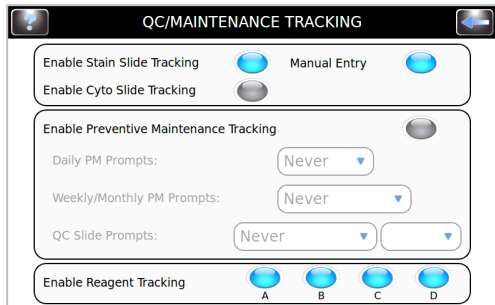 ? QC/MAINTENANCE TRACKING
Enable Stain Slide Tracking Manual Entry
Enable Cyto Slide Tracking
Enable Preventive Maintenance Tracking
Daily PM Prompts: Never
Weekly/Monthly PM Prompts: Never
QC Slide Prompts: Never
Enable Reagent Tracking
A B C D